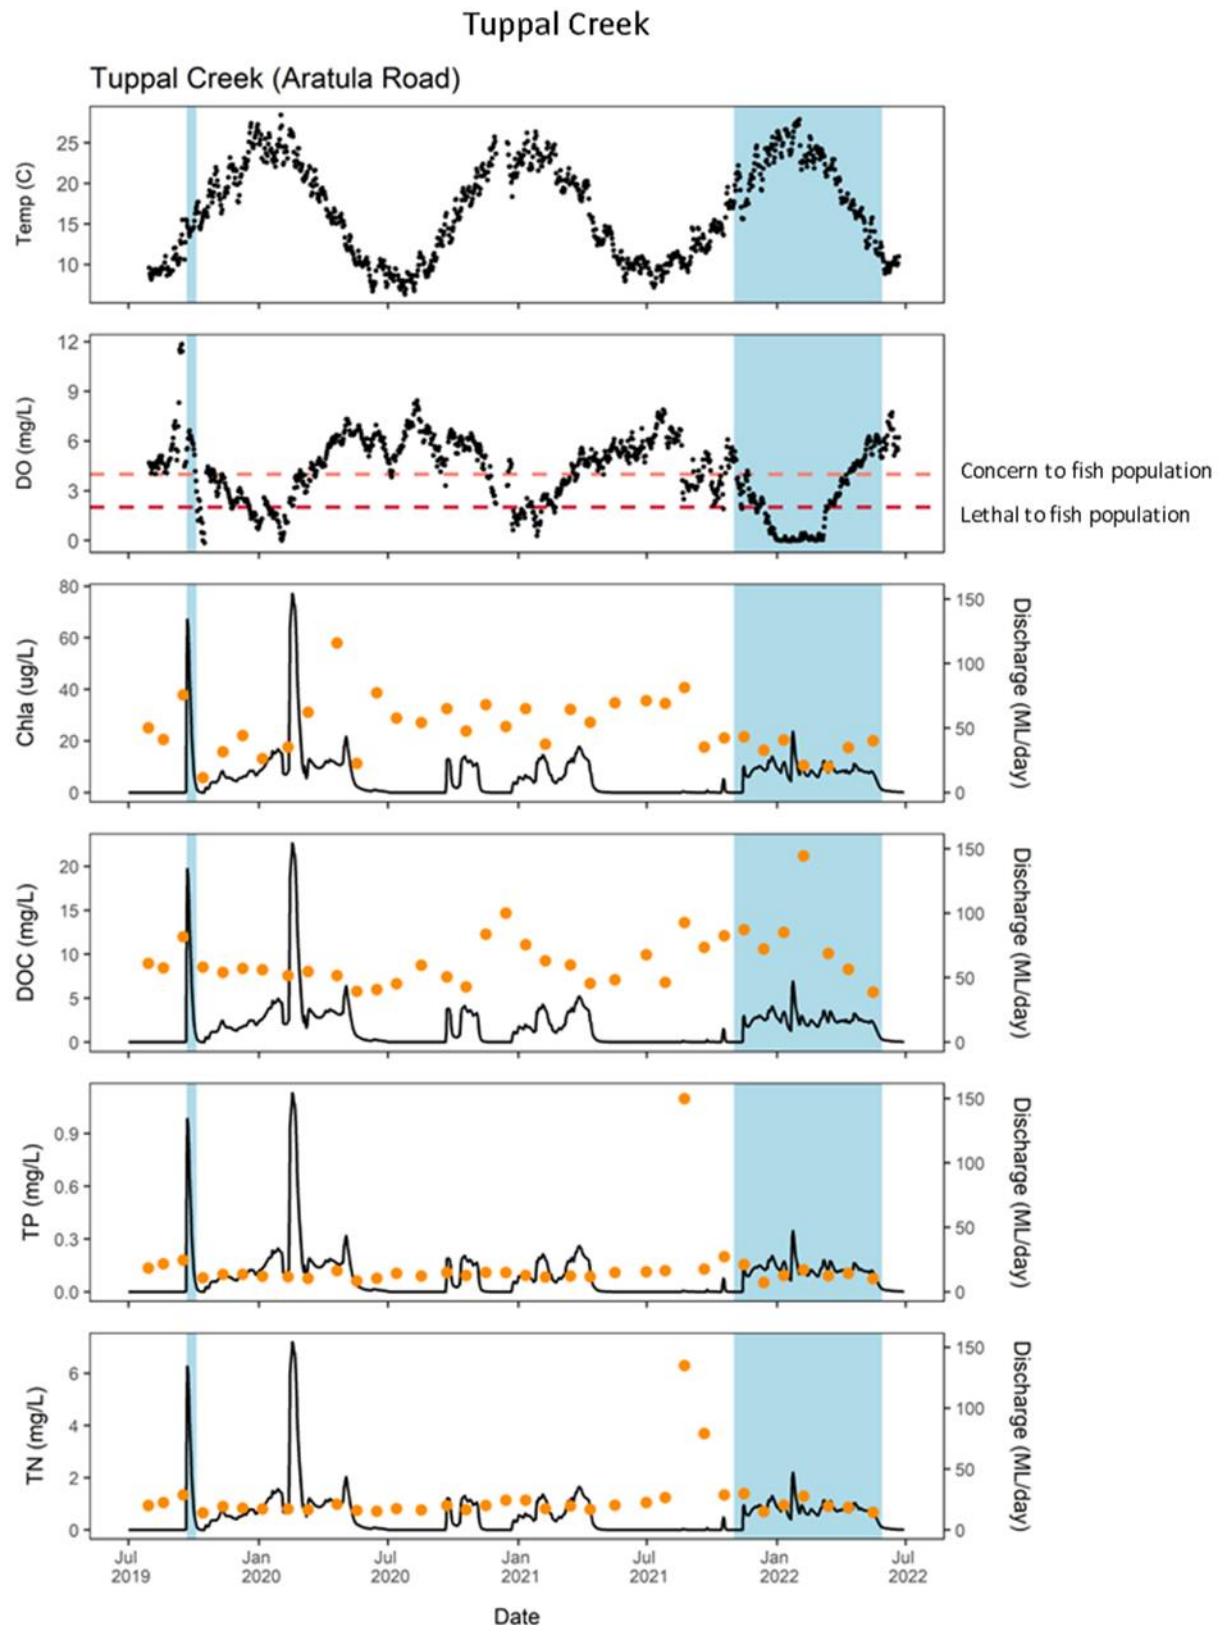 Tuppal Creek
Tuppal Creek (Aratula Road)
Temp (C)
25
20
15
10
DO (mg/L)
12
9
6
3
0
Concern to fish population
Lethal to fish population
Chla (ug/L)
80
60
40
20
0
150
100
50
0
Discharge (ML/day)
DOC (mg/L)
20
15
10
5
0
150
100
50
0
Discharge (ML/day)
TP (mg/L)
0.9
0.6
0.3
0.0
150
100
50
0
Discharge (ML/day)
TN (mg/L)
6
4
2
0
150
100
50
0
Discharge (ML/day)
Jul Jan Jul Jan Jul Jan Jul
2019 2020 2020 2021 2021 2022 2022
Date